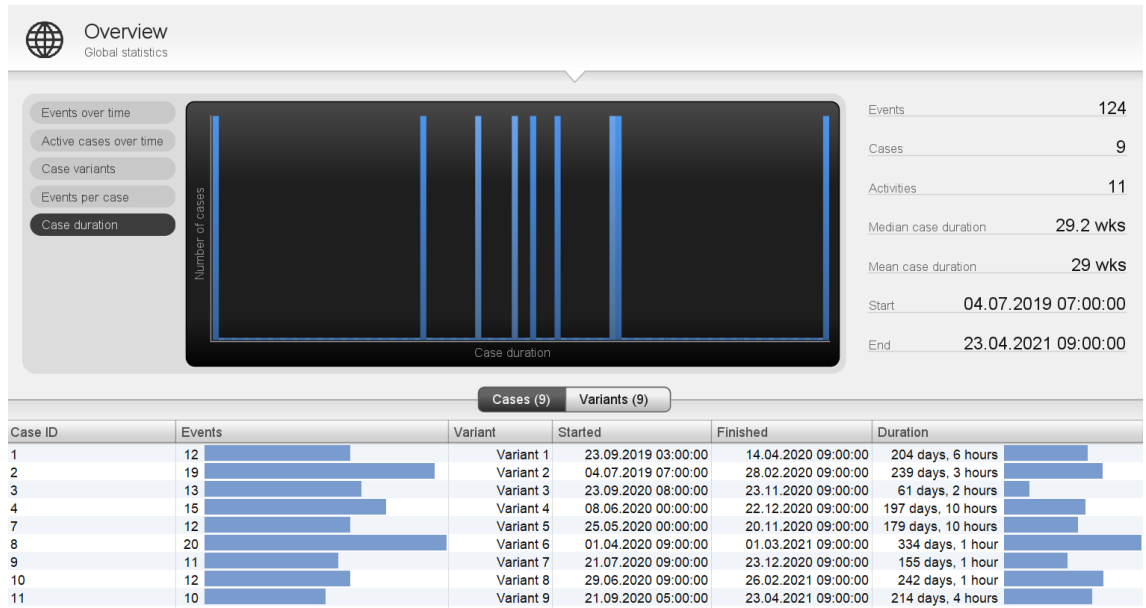 Overview
Global statistics
Events over time
Active cases over time
Case variants
Events per case
Case duration
Number of cases
Case duration
Events 124
Cases 9
Activities 11
Median case duration 29.2 wks
Mean case duration 29 wks
Start 04.07.2019 07:00:00
End 23.04.2021 09:00:00
Cases (9) Variants (9)
Case ID Events Variant Started Finished Duration
1 12 Variant 1 23.09.2019 03:00:00 14.04.2020 09:00:00 204 days, 6 hours
2 19 Variant 2 04.07.2019 07:00:00 28.02.2020 09:00:00 239 days, 3 hours
3 13 Variant 3 23.09.2020 08:00:00 23.11.2020 09:00:00 61 days, 2 hours
4 15 Variant 4 08.06.2020 00:00:00 22.12.2020 09:00:00 197 days, 10 hours
7 12 Variant 5 25.05.2020 00:00:00 20.11.2020 09:00:00 179 days, 10 hours
8 20 Variant 6 01.04.2020 09:00:00 01.03.2021 09:00:00 334 days, 1 hour
9 11 Variant 7 21.07.2020 09:00:00 23.12.2020 09:00:00 155 days, 1 hour
10 12 Variant 8 29.06.2020 09:00:00 26.02.2021 09:00:00 242 days, 1 hour
11 10 Variant 9 21.09.2020 05:00:00 23.04.2021 09:00:00 214 days, 4 hours